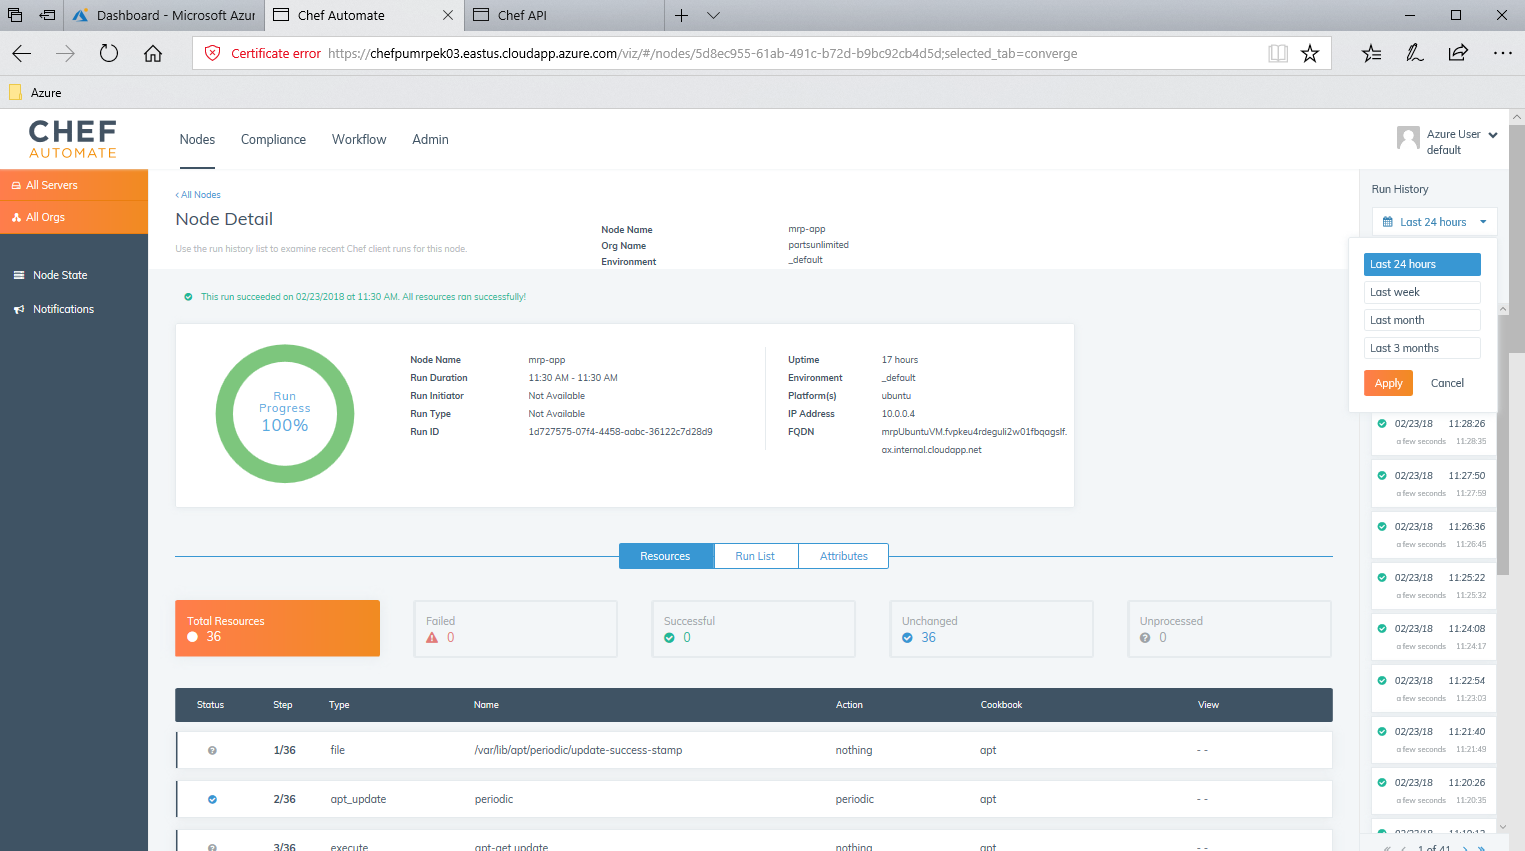 Dashboard - Microsoft Azur
Chef Automate
Chef API
Certificate error https://chefpumrpek03.eastus.cloudapp.azure.com/viz/#/nodes/5d8ec955-61ab-491c-b72d-b9bc92cb4d5d;selected_tab=converge
Azure
CHEF
AUTOMATE
Nodes Compliance Workflow Admin
Azure User
default
All Servers
All Orgs
Node State
Notifications
‹ All Nodes
Node Detail
Use the run history list to examine recent Chef client runs for this node.
Node Name mrp-app
Org Name partsunlimited
Environment _default
This run succeeded on 02/23/2018 at 11:30 AM. All resources ran successfully!
Run
Progress
100%
Node Name mrp-app
Run Duration 11:30 AM - 11:30 AM
Run Initiator Not Available
Run Type Not Available
Run ID 1d727575-07f4-4458-aabc-36122c7d28d9
Uptime 17 hours
Environment _default
Platform(s) ubuntu
IP Address 10.0.0.4
FQDN mrpUbuntuVM.fvpkeu4rdeguli2w01fbqagslf.
ax.internal.cloudapp.net
Resources Run List Attributes
Total Resources
36
Failed
0
Successful
0
Unchanged
36
Unprocessed
0
Status Step Type Name Action Cookbook View
1/36 file /var/lib/apt/periodic/update-success-stamp nothing apt - -
2/36 apt_update periodic periodic apt - -
3/36 execute apt-get update nothing apt
Run History
Last 24 hours
Last 24 hours
Last week
Last month
Last 3 months
Apply Cancel
02/23/18 11:28:26
a few seconds 11:28:35
02/23/18 11:27:50
a few seconds 11:27:59
02/23/18 11:26:36
a few seconds 11:26:45
02/23/18 11:25:22
a few seconds 11:25:32
02/23/18 11:24:08
a few seconds 11:24:17
02/23/18 11:22:54
a few seconds 11:23:03
02/23/18 11:21:40
a few seconds 11:21:49
02/23/18 11:20:26
a few seconds 11:20:35
02/23/18
1 of 41